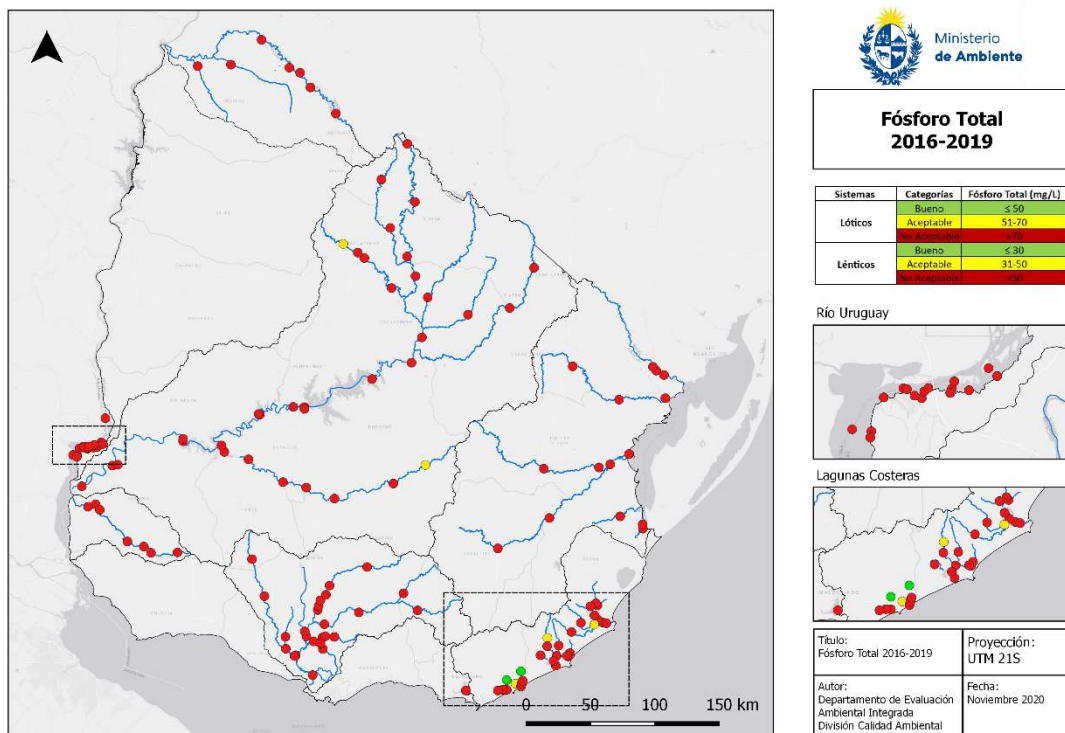 Ministerio
de Ambiente
Fósforo Total
2016-2019
Sistemas Categorías Fósforo Total (mg/L)
Lóticos
Bueno ≤ 50
Aceptable 51-70
No Aceptable >70
Lénticos
Bueno ≤ 30
Aceptable 31-50
No Aceptable >50
Río Uruguay
Lagunas Costeras
0 50 100 150 km
Título:
Fósforo Total 2016-2019
Proyección:
UTM 21S
Autor:
Departamento de Evaluación
Ambiental Integrada
División Calidad Ambiental
Fecha:
Noviembre 2020